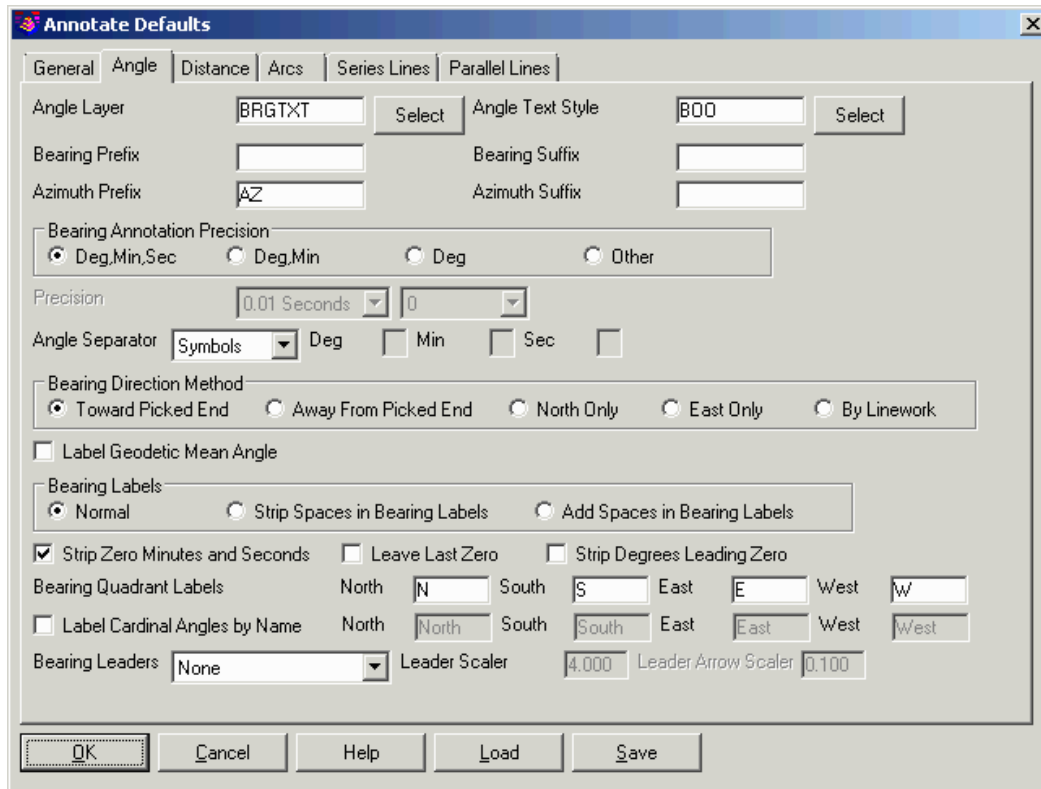 Annotate Defaults
General Angle Distance Arcs Series Lines Parallel Lines
Angle Layer BRGTXT Select Angle Text Style BOO Select
Bearing Prefix Bearing Suffix
Azimuth Prefix AZ Azimuth Suffix
Bearing Annotation Precision
Deg,Min,Sec Deg,Min Deg Other
Precision 0.01 Seconds 0
Angle Separator Symbols Deg Min Sec
Bearing Direction Method
Toward Picked End Away From Picked End North Only East Only By Linework
Label Geodetic Mean Angle
Bearing Labels
Normal Strip Spaces in Bearing Labels Add Spaces in Bearing Labels
Strip Zero Minutes and Seconds Leave Last Zero Strip Degrees Leading Zero
Bearing Quadrant Labels North N South S East E West W
Label Cardinal Angles by Name North North South South East East West West
Bearing Leaders None Leader Scaler 4.000 Leader Arrow Scaler 0.100
OK Cancel Help Load Save